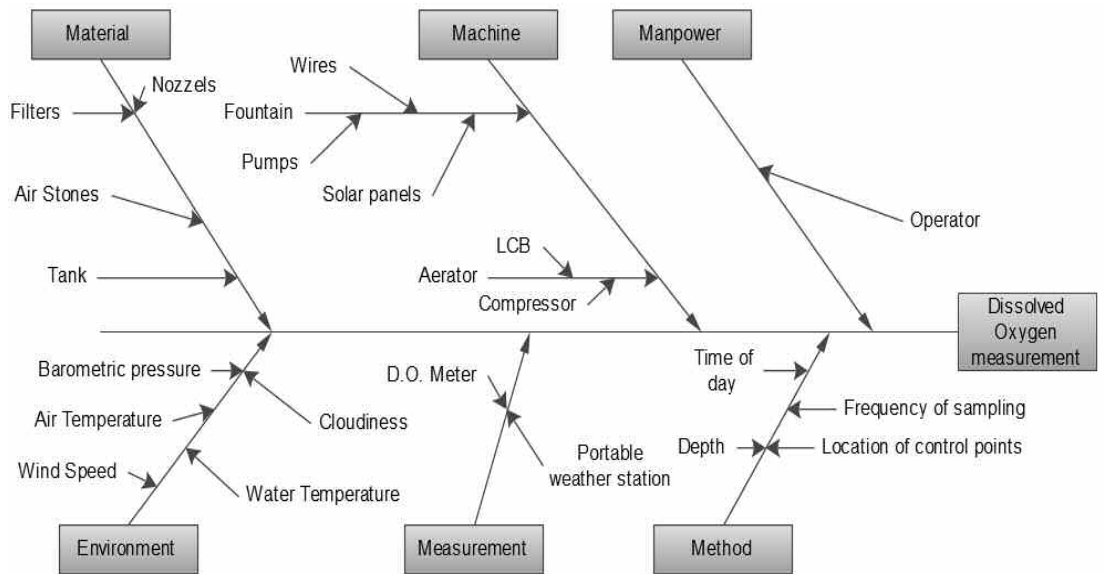 Material
Machine
Manpower
Wires
Nozzels
Filters
Fountain
Pumps
Solar panels
Air Stones
Operator
LCB
Tank
Aerator
Compressor
Dissolved
Oxygen
measurement
Barometric pressure
D.O. Meter
Time of
day
Air Temperature
Cloudiness
Frequency of sampling
Depth
Location of control points
Wind Speed
Portable
weather station
Water Temperature
Environment
Measurement
Method